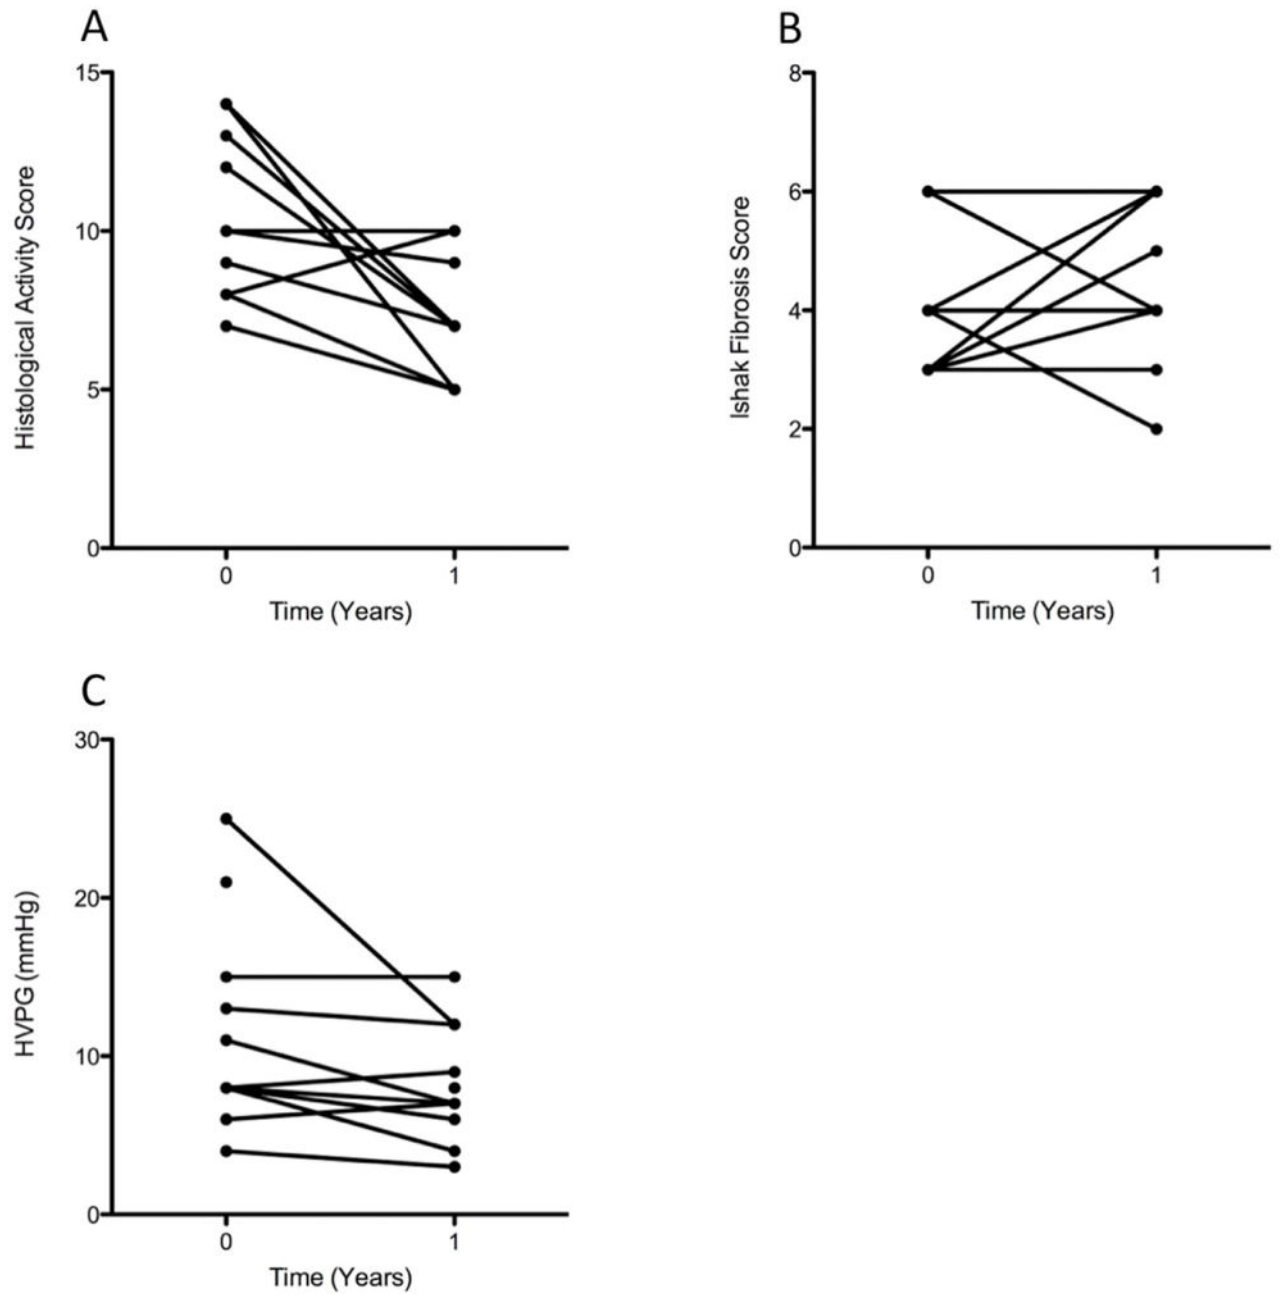 A
Histological Activity Score
15
10
5
0
0 1
Time (Years)
B
Ishak Fibrosis Score
8
6
4
2
0
0 1
Time (Years)
C
HVPG (mmHg)
30
20
10
0
0 1
Time (Years)